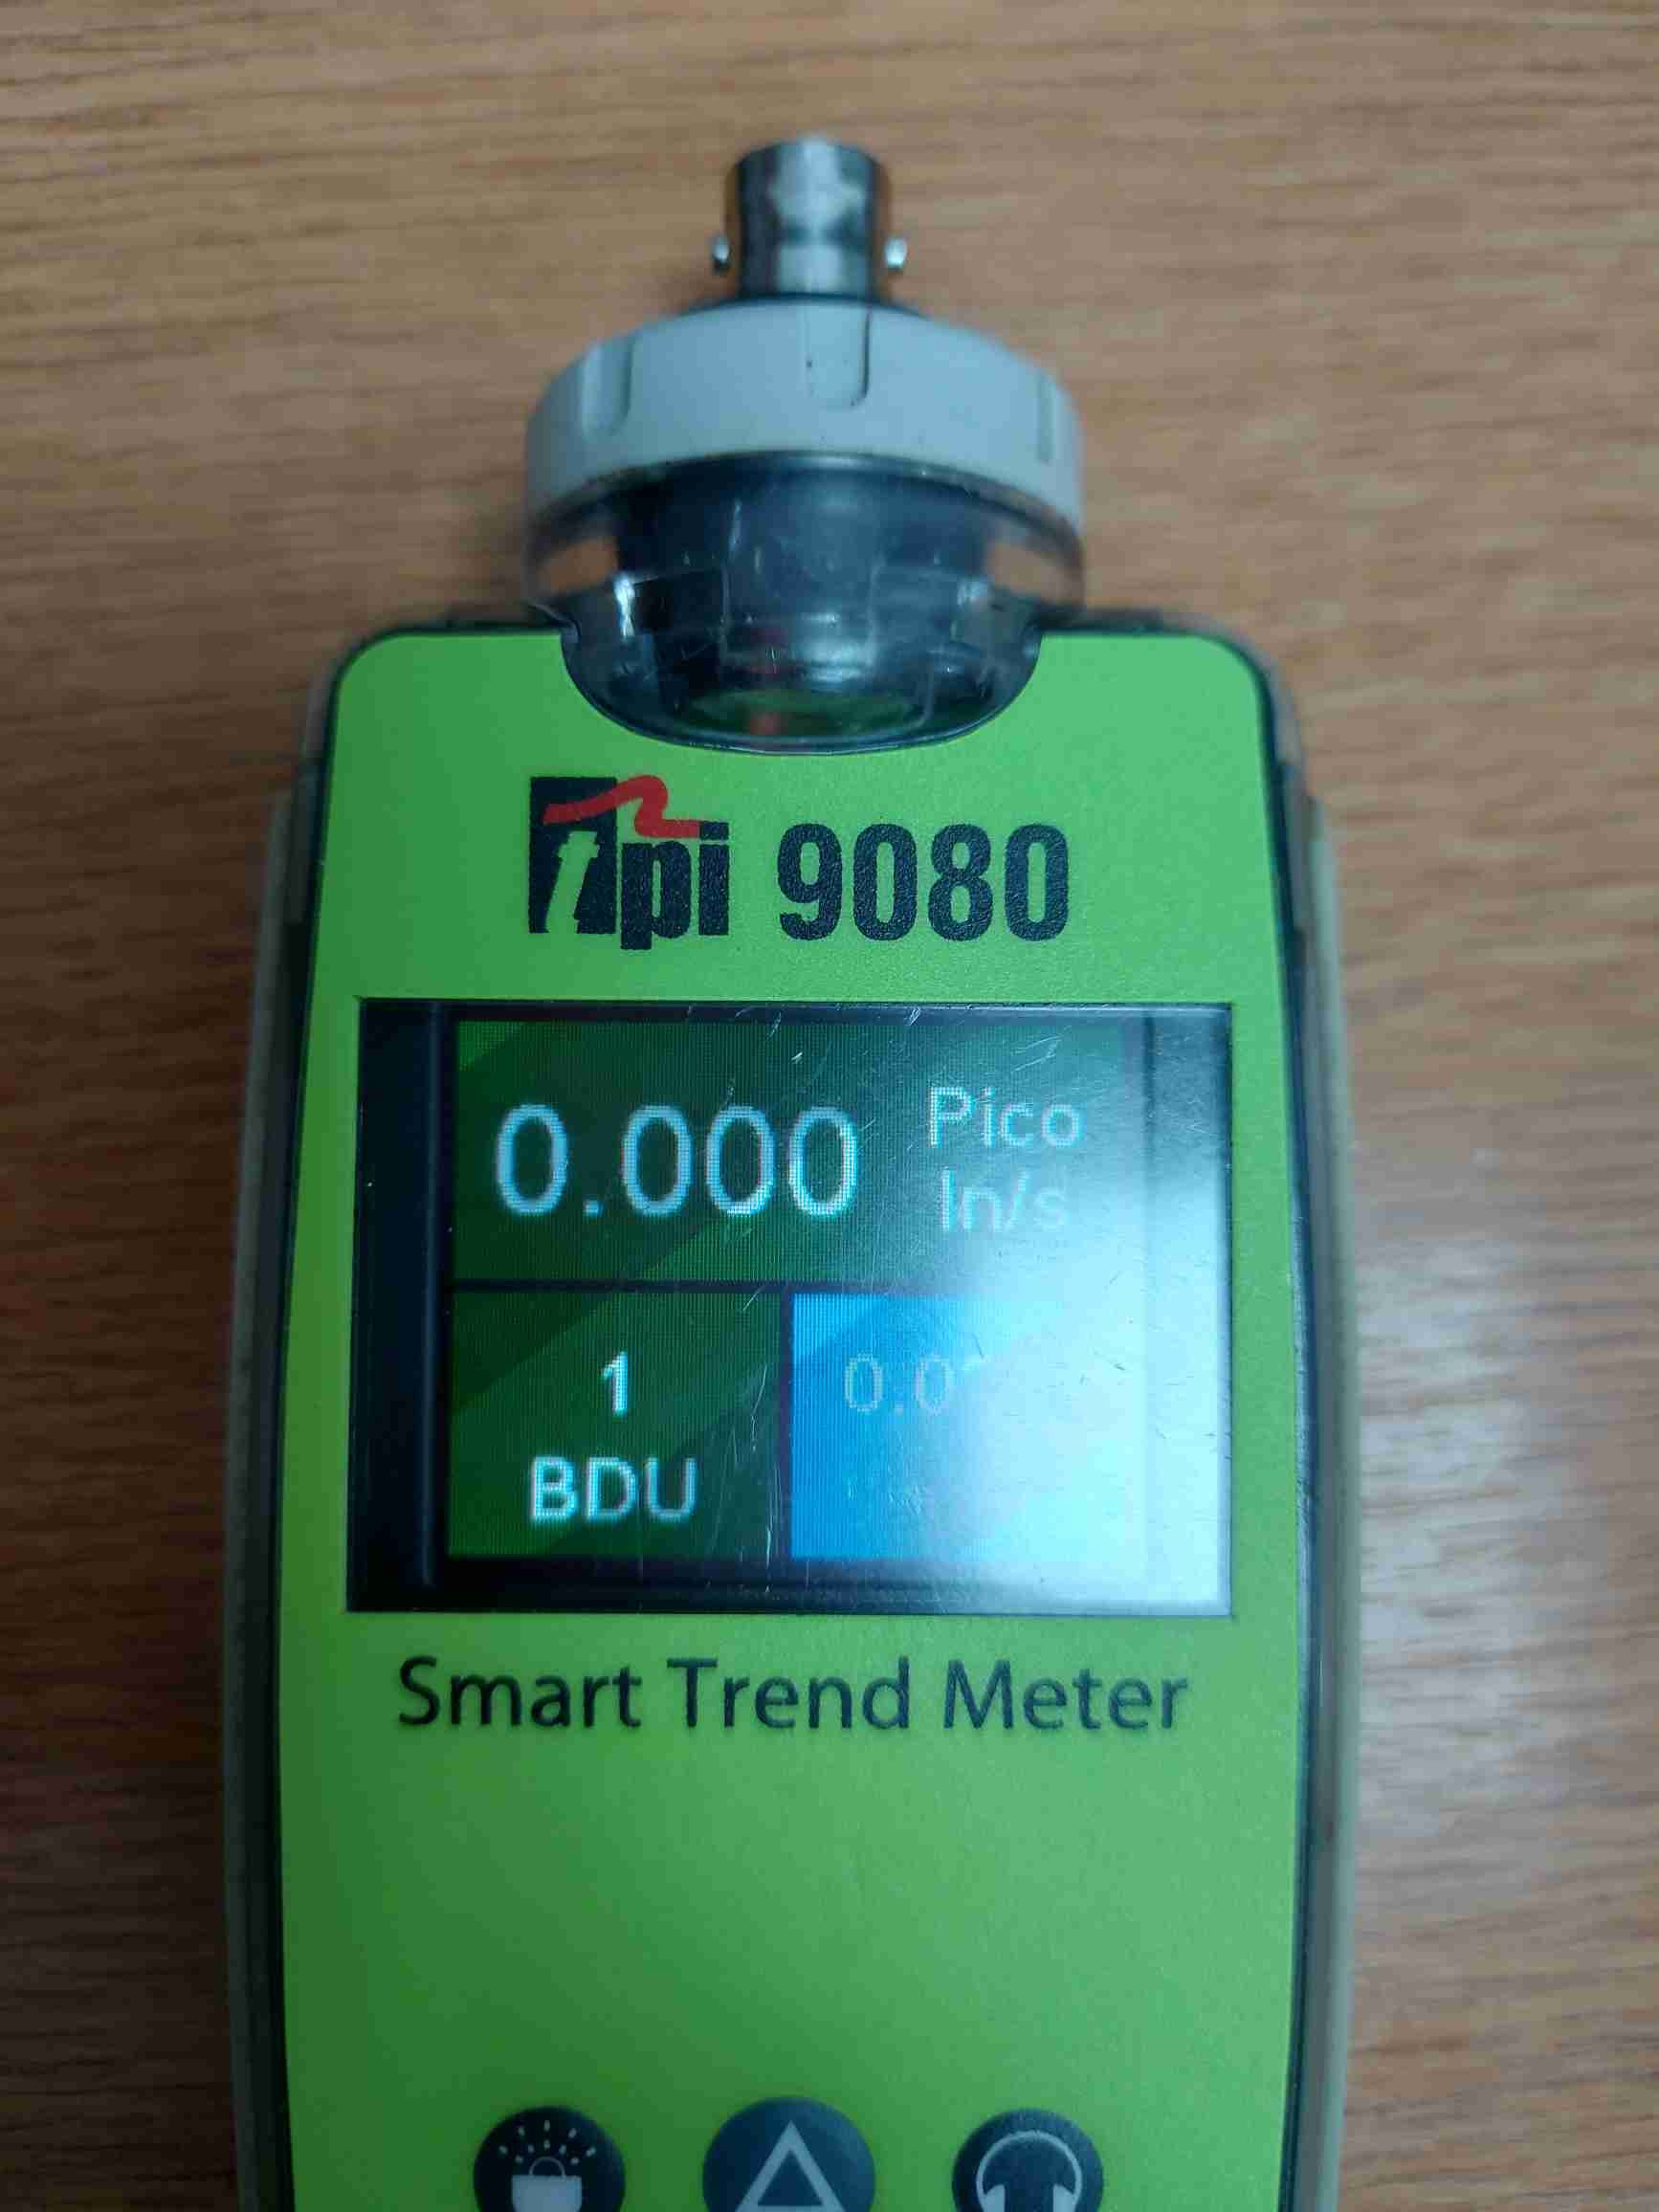 tpi 9080
0.000
Pico
In/s
1
BDU
Smart Trend Meter